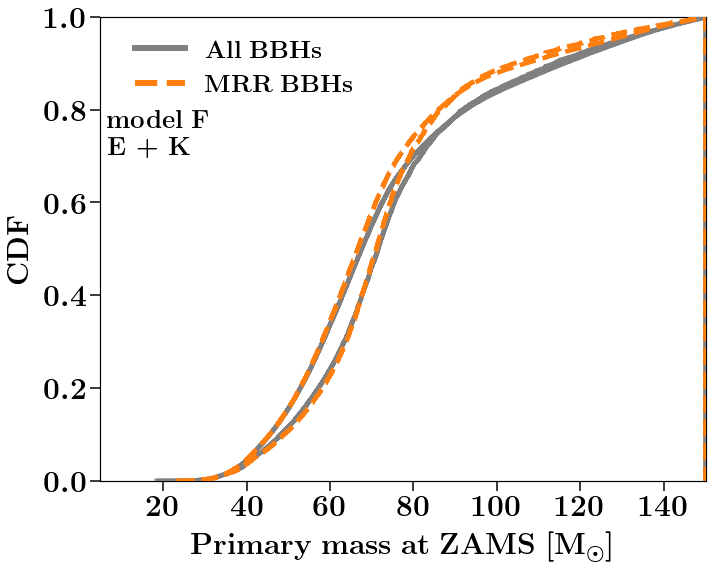 1.0
0.8
0.6
0.4
0.2
0.0
CDF
All BBHs
MRR BBHs
model F
E + K
20 40 60 80 100 120 140
Primary mass at ZAMS [M⊙]